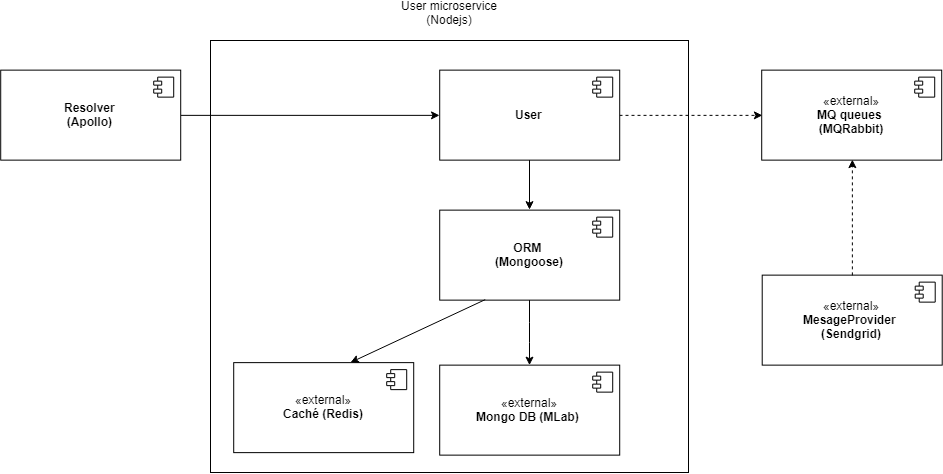 User microservice
(Nodejs)
Resolver
(Apollo)
User
«external»
MQ queues
(MQRabbit)
ORM
(Mongoose)
«external»
MesageProvider
(Sendgrid)
«external»
Caché (Redis)
«external»
Mongo DB (MLab)